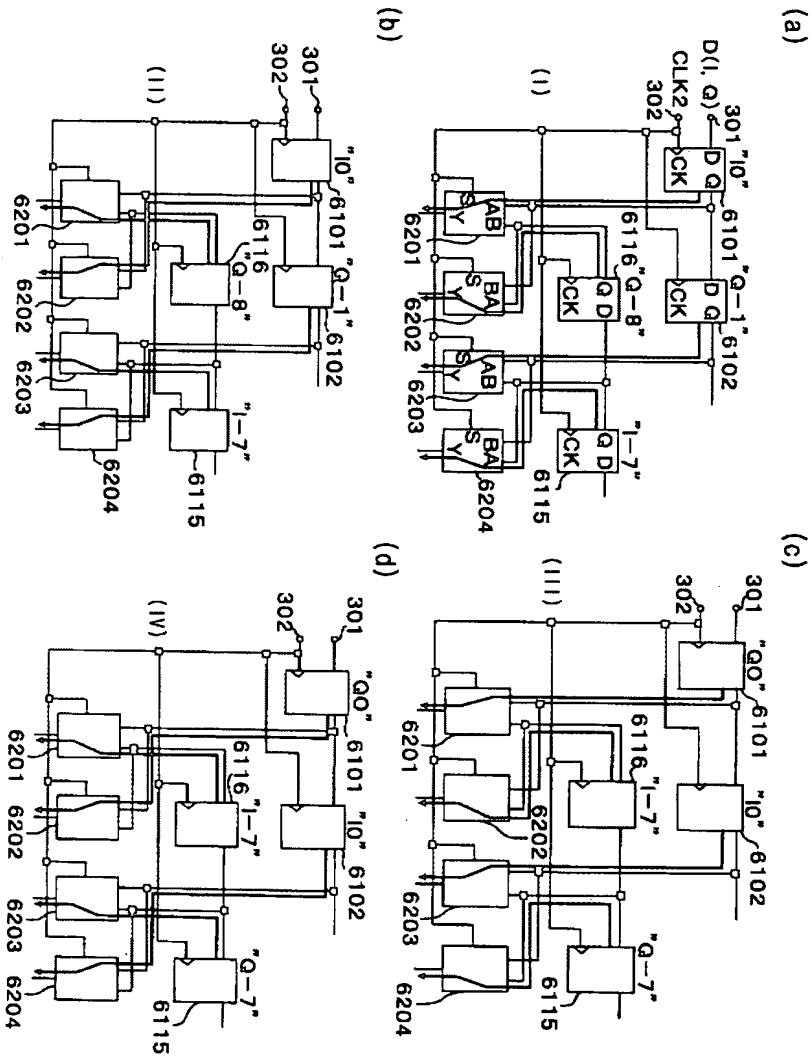 (a)
D(I, Q)
301
"I0"
6101
"Q-1"
6102
CLK2
302
D Q
CK
D Q
CK
(I)
6116
"Q-8"
"I-7"
6115
Q D
CK
Q D
CK
AB
S
Y
BA
S
Y
AB
S
Y
BA
S
Y
6201
6202
6203
6204
(b)
301
302
"I0"
6101
"Q-1"
6102
(II)
6116
"Q-8"
"I-7"
6115
6201
6202
6203
6204
(c)
301
302
"Q0"
6101
"I0"
6102
(III)
6116
"I-7"
"Q-7"
6115
6201
6202
6203
6204
(d)
301
302
"Q0"
6101
"I0"
6102
(IV)
6116
"I-7"
"Q-7"
6115
6201
6202
6203
6204